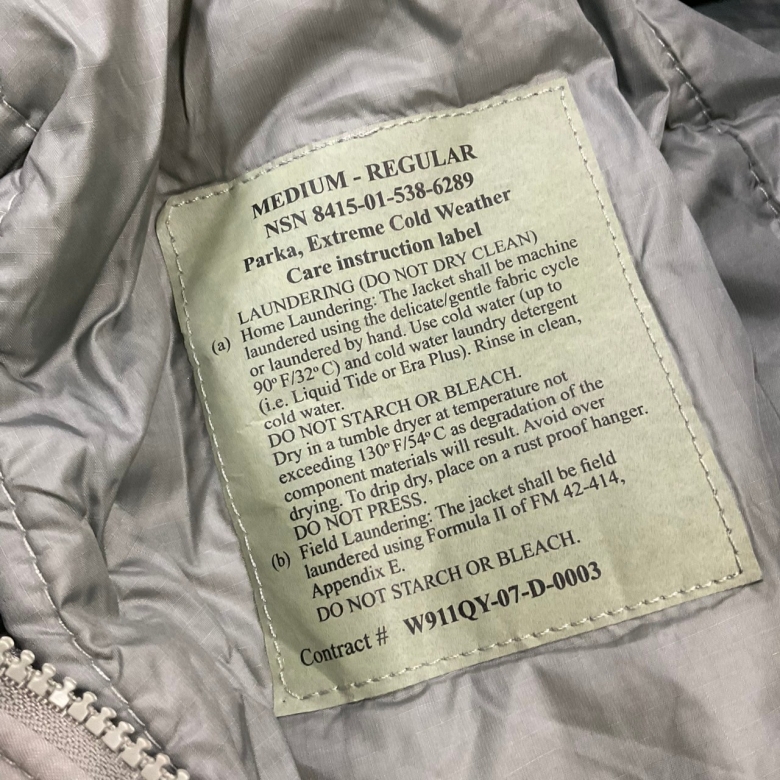 MEDIUM - REGULAR
NSN 8415-01-538-6289
Parka, Extreme Cold Weather
Care instruction label
LAUNDERING (DO NOT DRY CLEAN)
(a) Home Laundering: The Jacket shall be machine
laundered using the delicate/gentle fabric cycle
or laundered by hand. Use cold water (up to
90° F/32° C) and cold water laundry detergent
(i.e. Liquid Tide or Era Plus). Rinse in clean,
cold water.
DO NOT STARCH OR BLEACH.
Dry in a tumble dryer at temperature not
exceeding 130° F/54° C as degradation of the
component materials will result. Avoid over
drying. To drip dry, place on a rust proof hanger.
DO NOT PRESS.
(b) Field Laundering: The jacket shall be field
laundered using Formula II of FM 42-414,
Appendix E.
DO NOT STARCH OR BLEACH.
Contract # W911QY-07-D-0003